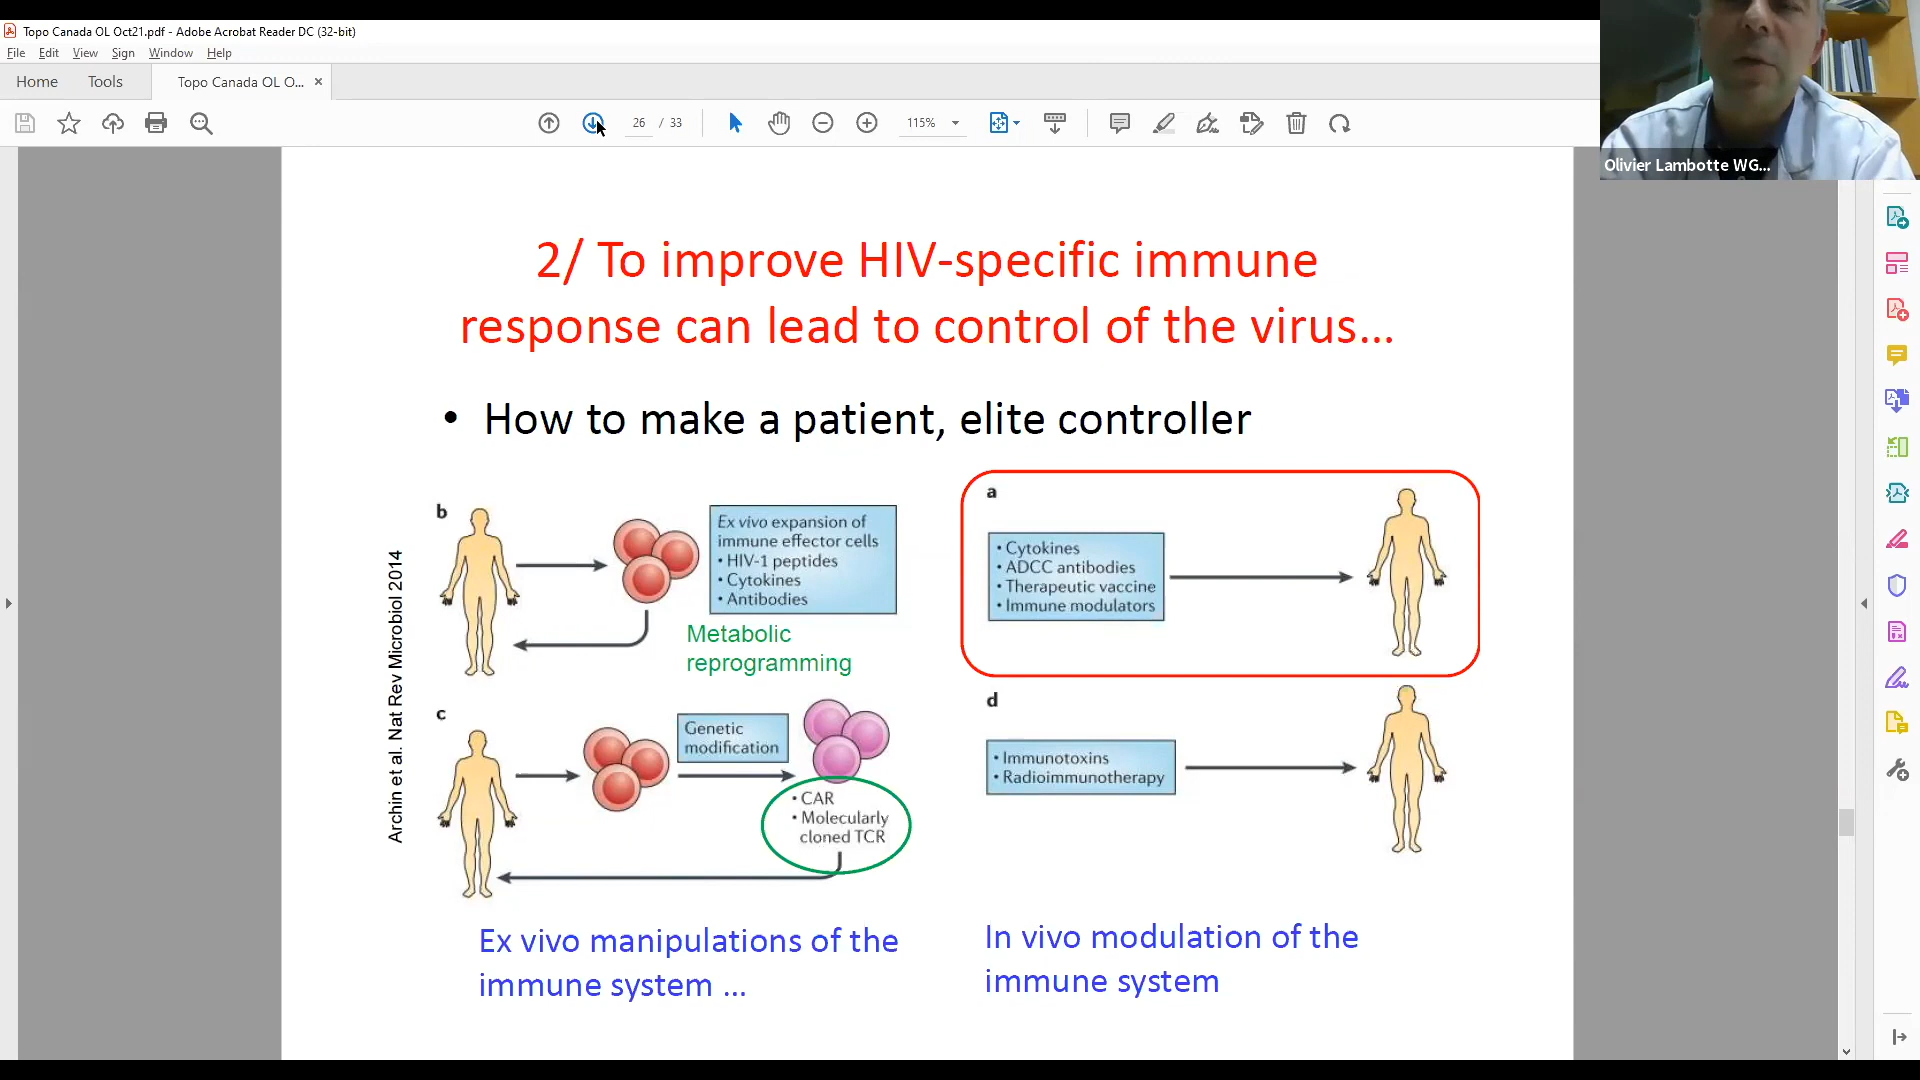 Topo Canada OL Oct21.pdf - Adobe Acrobat Reader DC (32-bit)
File Edit View Sign Window Help
Home Tools Topo Canada OL O... ×
26 / 33 115%
Olivier Lambotte WG...
2/ To improve HIV-specific immune
response can lead to control of the virus...
• How to make a patient, elite controller
b
Ex vivo expansion of
immune effector cells
• HIV-1 peptides
• Cytokines
• Antibodies
Metabolic
reprogramming
a
• Cytokines
• ADCC antibodies
• Therapeutic vaccine
• Immune modulators
Archin et al. Nat Rev Microbiol 2014
c
Genetic
modification
• CAR
• Molecularly
cloned TCR
d
• Immunotoxins
• Radioimmunotherapy
Ex vivo manipulations of the
immune system ...
In vivo modulation of the
immune system